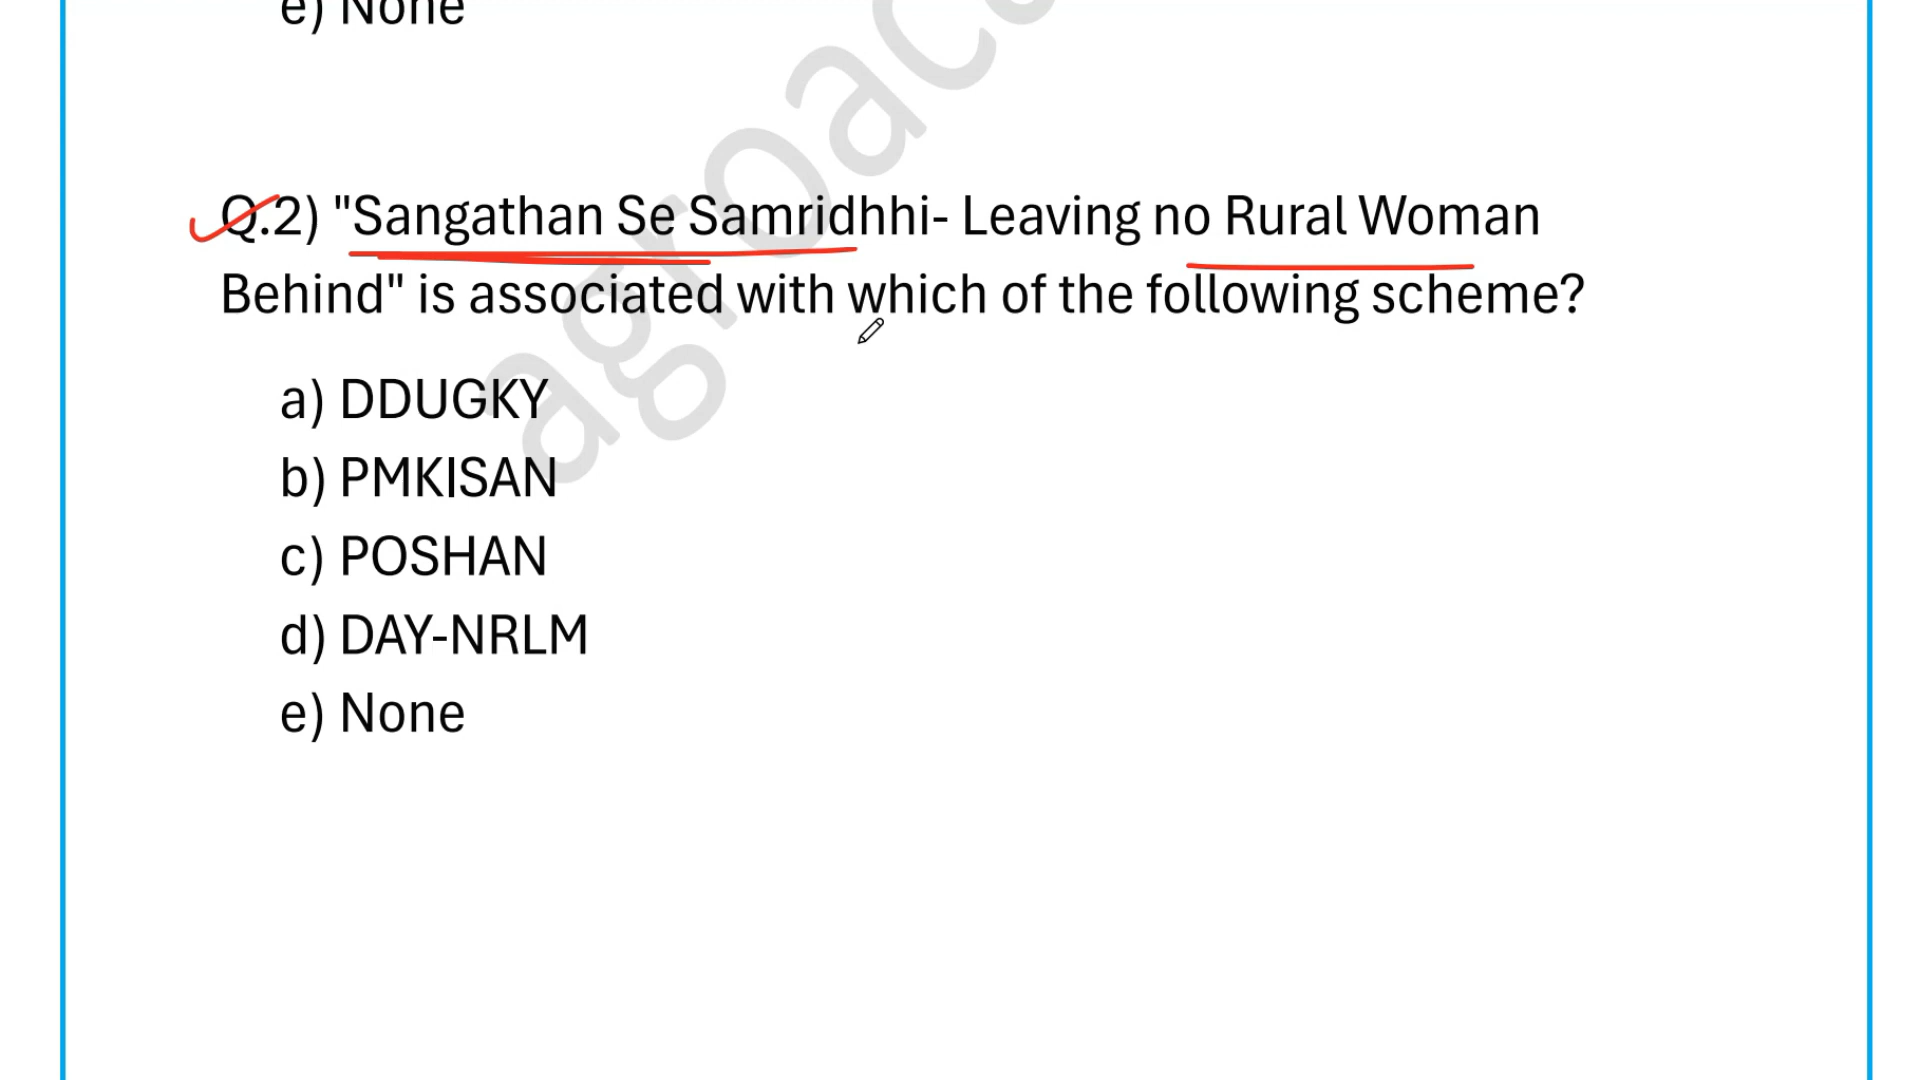 e) None
Q.2) "Sangathan Se Samridhhi- Leaving no Rural Woman
Behind" is associated with which of the following scheme?
a) DDUGKY
b) PMKISAN
c) POSHAN
d) DAY-NRLM
e) None
agroac